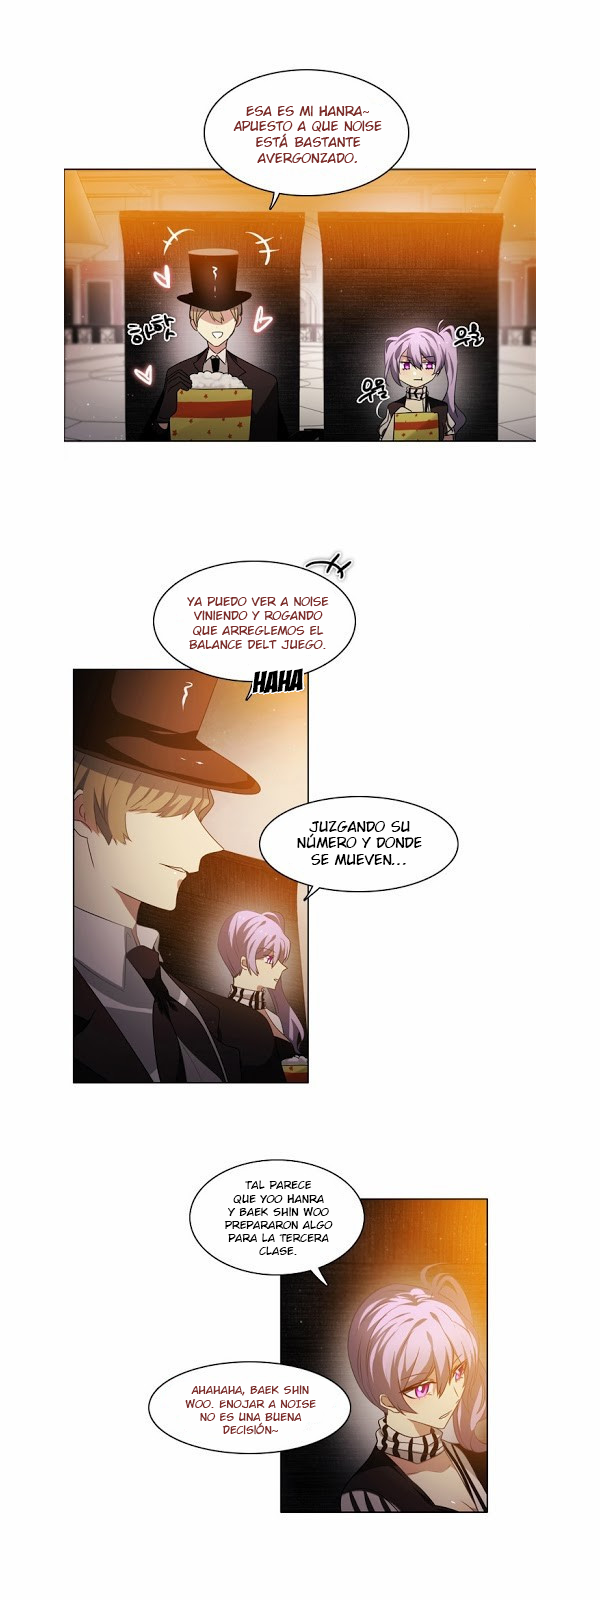 ESA ES MI HANRA~
APUESTO A QUE NOISE
ESTÁ BASTANTE
AVERGONZADO.
히힛
우물
우물
YA PUEDO VER A NOISE
VINIENDO Y ROGANDO
QUE ARREGLEMOS EL
BALANCE DELT JUEGO.
HAHA
JUZGANDO SU
NÚMERO Y DONDE
SE MUEVEN...
TAL PARECE
QUE YOO HANRA
Y BAEK SHIN WOO
PREPARARON ALGO
PARA LA TERCERA
CLASE.
AHAHAHA, BAEK SHIN
WOO. ENOJAR A NOISE
NO ES UNA BUENA
DECISIÓN~